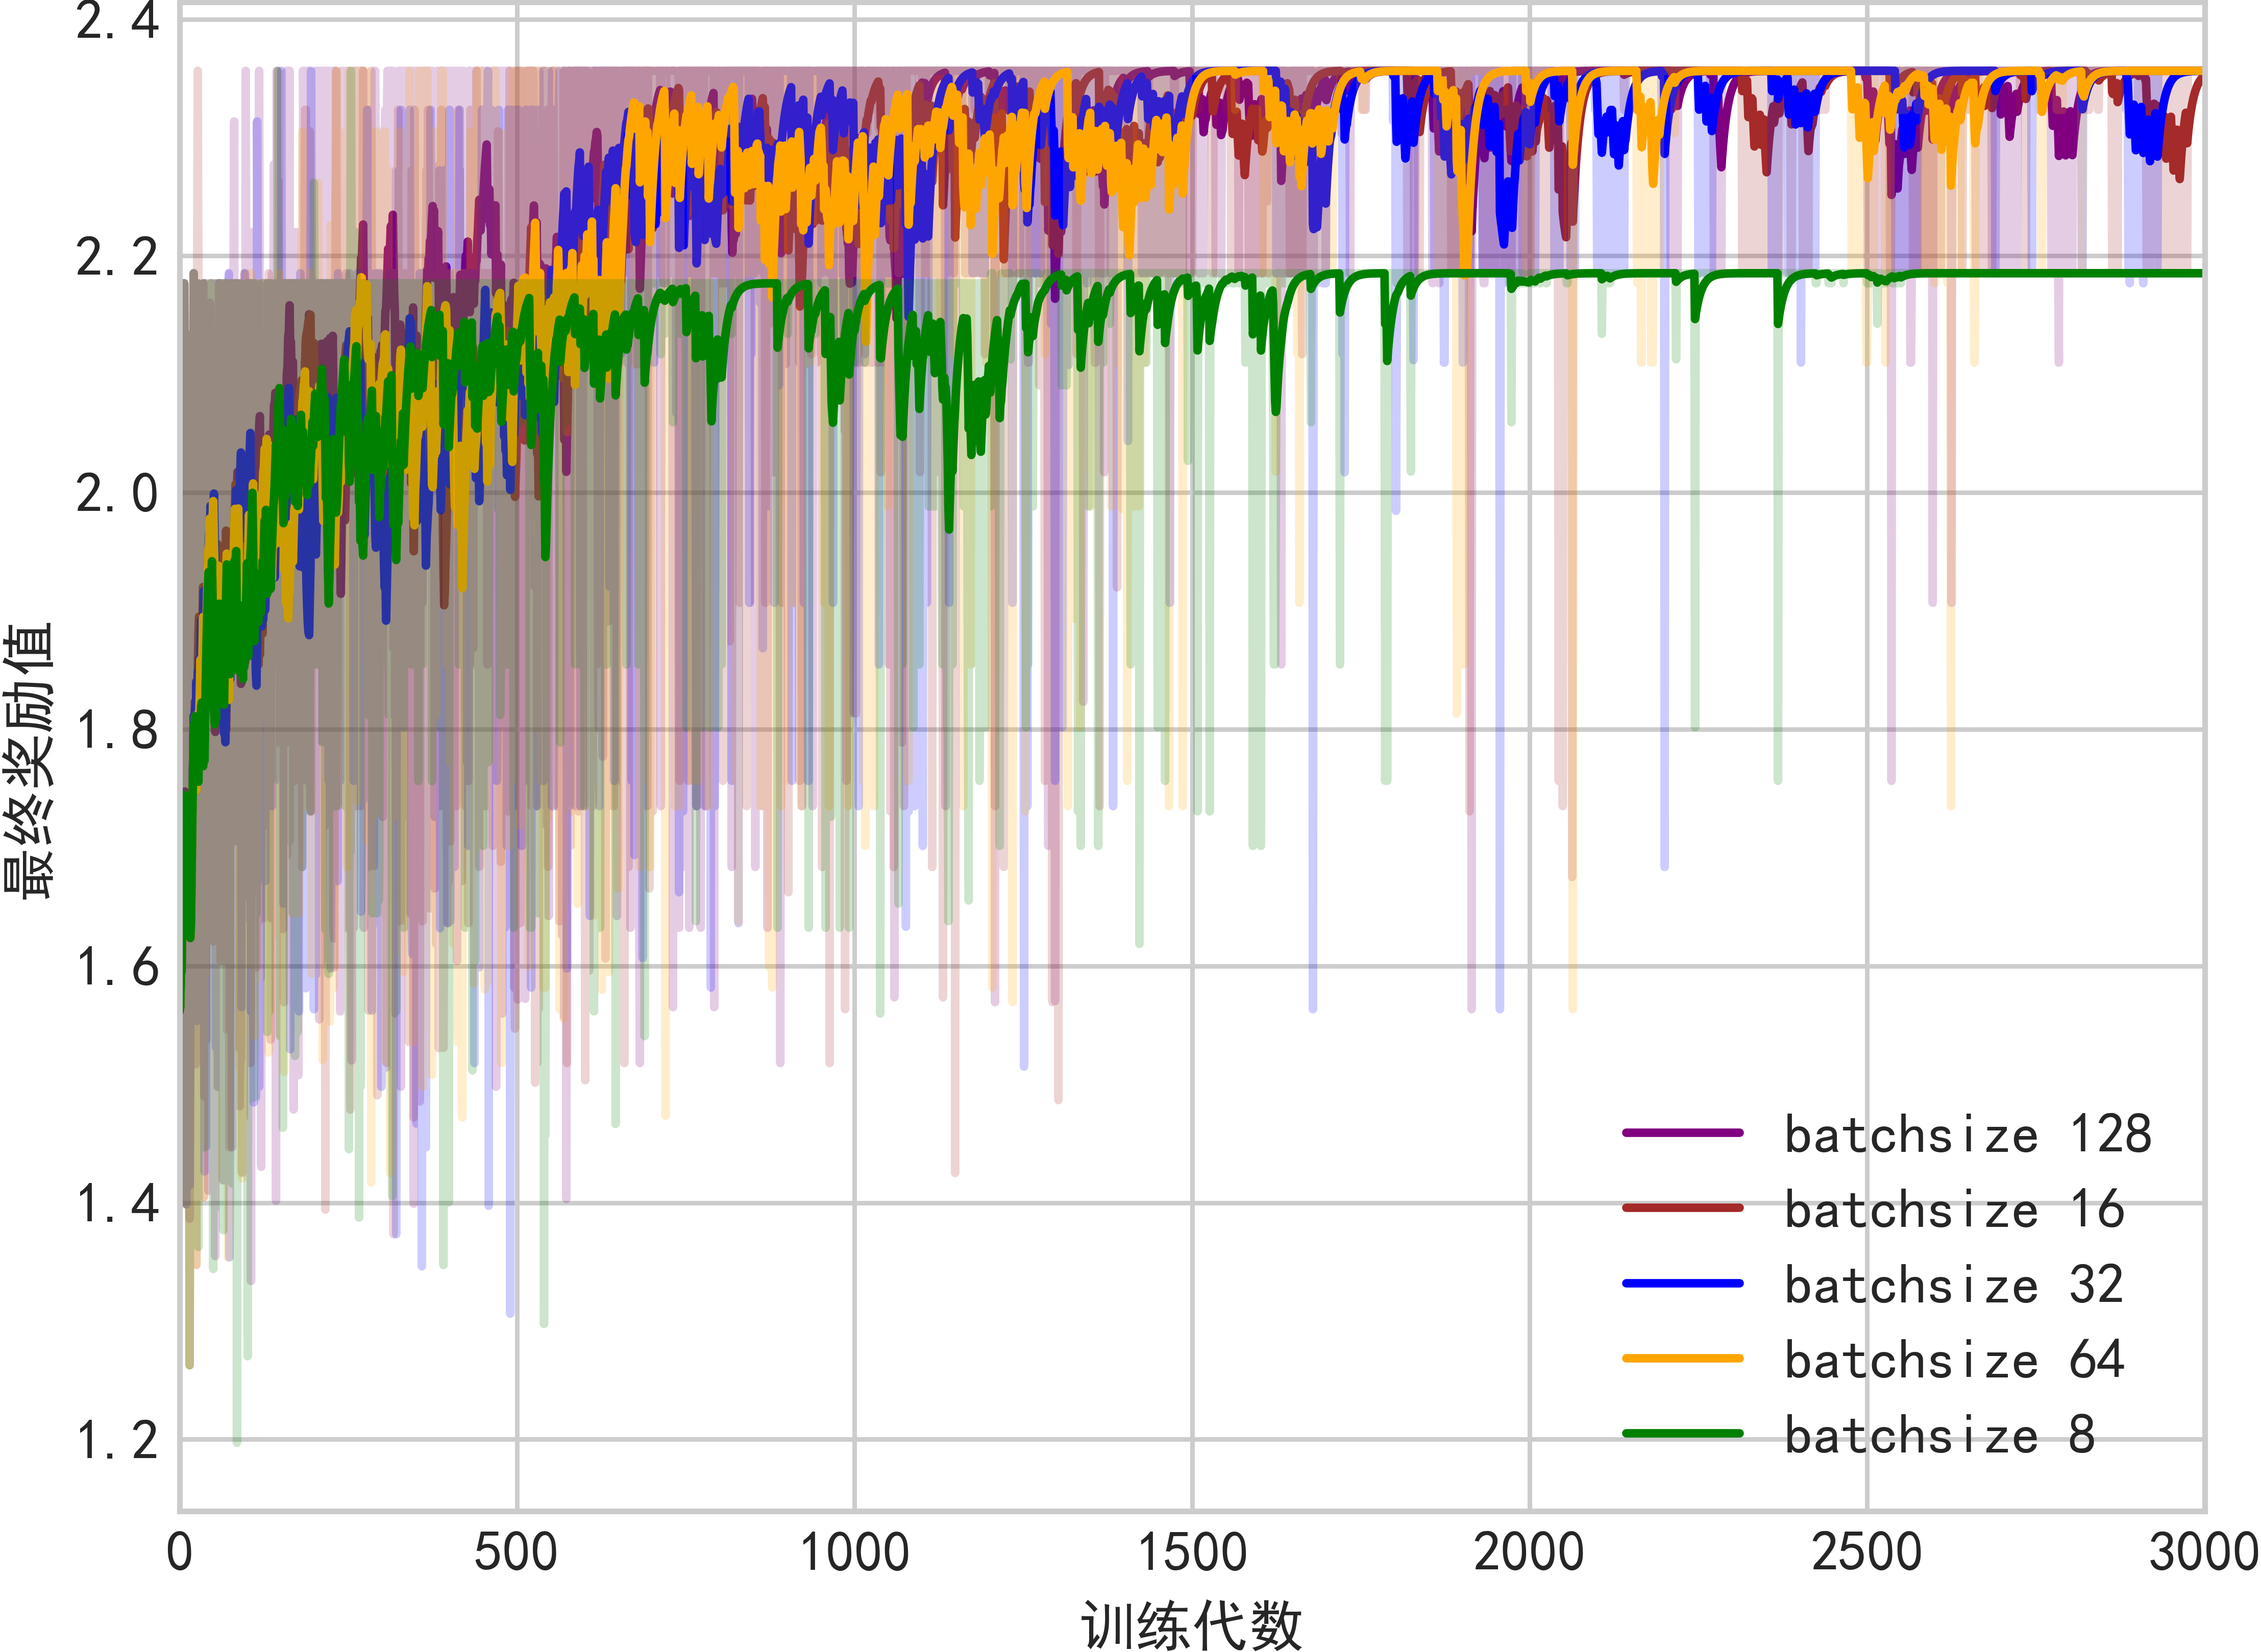 2.4
2.2
2.0
1.8
1.6
1.4
1.2
最终奖励值
batchsize 128
batchsize 16
batchsize 32
batchsize 64
batchsize 8
0 500 1000 1500 2000 2500 3000
训练代数